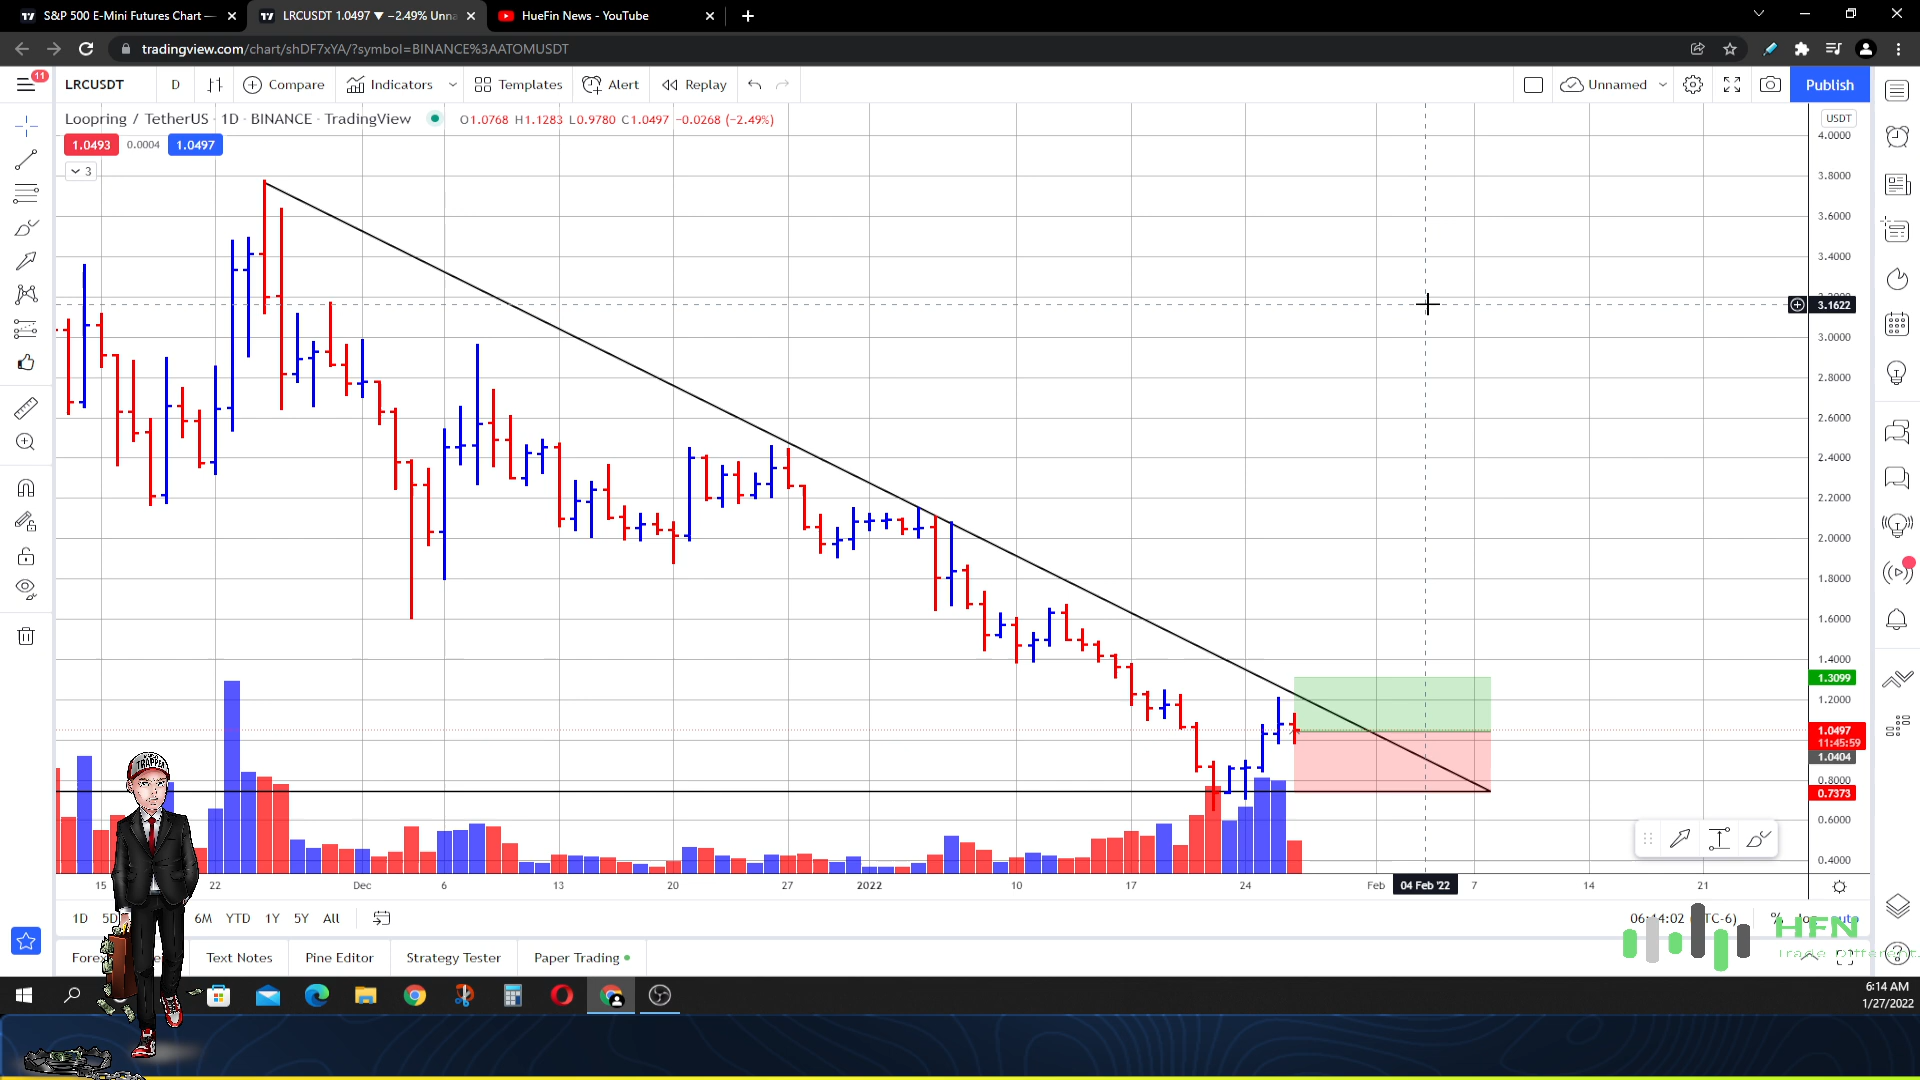 S&P 500 E-Mini Futures Chart —
LRCUSDT 1.0497 ▼ −2.49% Unna
HueFin News - YouTube
tradingview.com/chart/shDF7xYA/?symbol=BINANCE%3AATOMUSDT
11
LRCUSDT D Compare Indicators Templates Alert Replay Unnamed Publish
Loopring / TetherUS · 1D · BINANCE · TradingView O1.0768 H1.1283 L0.9780 C1.0497 −0.0268 (−2.49%)
1.0493 0.0004 1.0497
3
USDT
4.0000
3.8000
3.6000
3.4000
3.1622
3.0000
2.8000
2.6000
2.4000
2.2000
2.0000
1.8000
1.6000
1.4000
1.3099
1.2000
1.0497
11:45:59
1.0404
0.8000
0.7373
0.6000
0.4000
TRAPPER
15 22 Dec 6 13 20 27 2022 10 17 24 Feb 04 Feb '22 7 14 21
1D 5D 6M YTD 1Y 5Y All
% log auto
HFN
Trade Different.
Text Notes Pine Editor Strategy Tester Paper Trading
6:14 AM
1/27/2022